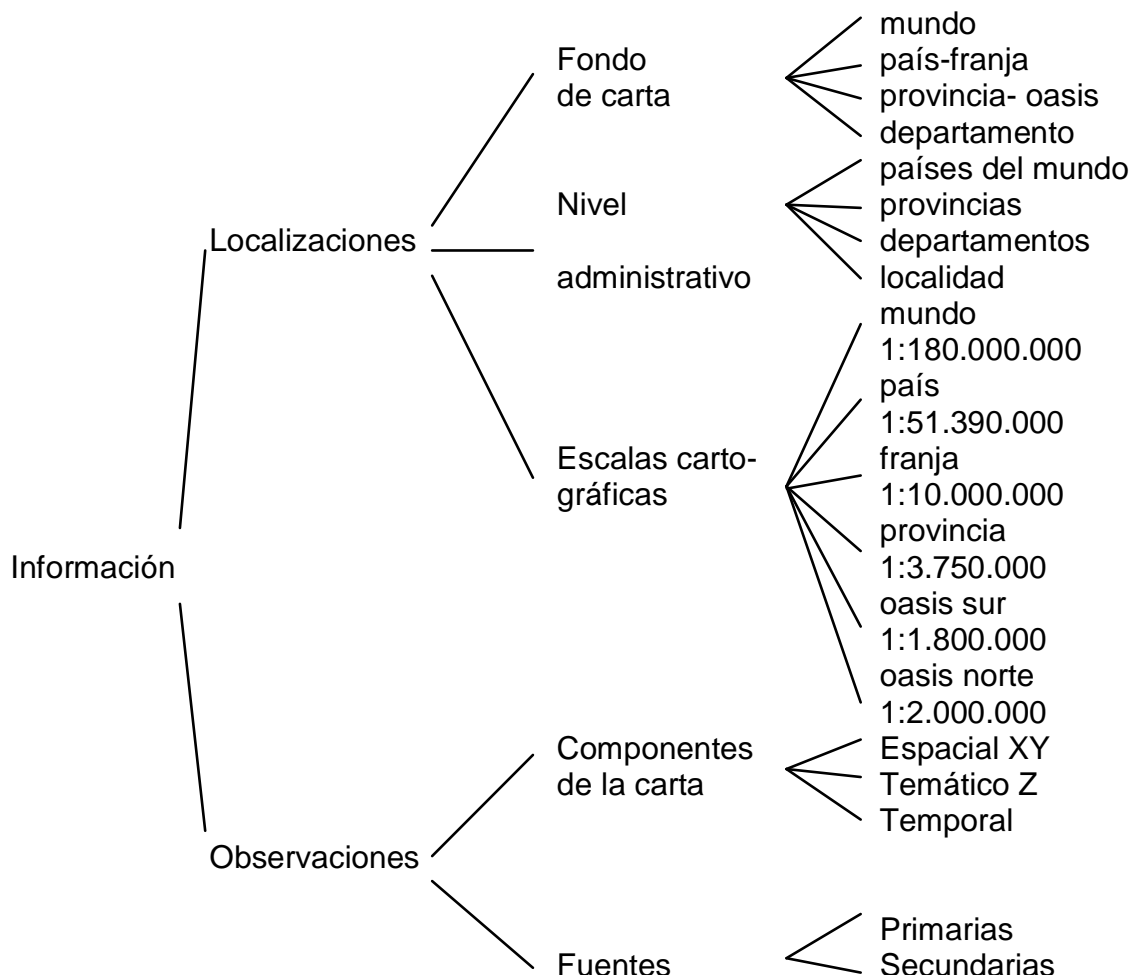 mundo
Fondo
de carta
país-franja
provincia- oasis
departamento
países del mundo
Nivel
provincias
Localizaciones
departamentos
administrativo
localidad
mundo
1:180.000.000
país
1:51.390.000
Escalas carto-
gráficas
franja
1:10.000.000
provincia
Información
1:3.750.000
oasis sur
1:1.800.000
oasis norte
1:2.000.000
Componentes
de la carta
Espacial XY
Temático Z
Temporal
Observaciones
Primarias
Fuentes
Secundarias